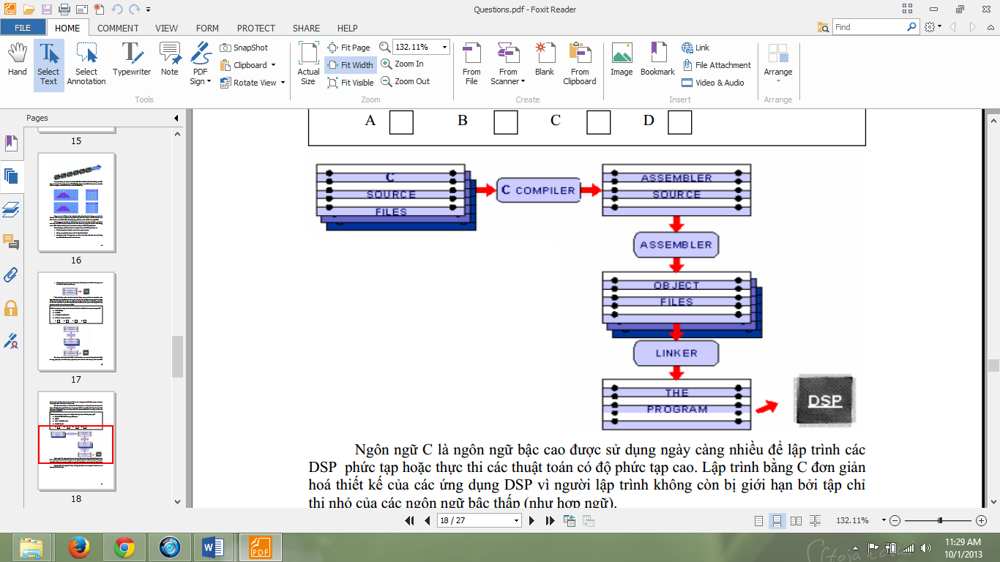 Questions.pdf - Foxit Reader
FILE HOME COMMENT VIEW FORM PROTECT SHARE HELP
Find
Hand
Select Text
Select Annotation
Typewriter
Note
PDF Sign
SnapShot
Clipboard
Rotate View
Tools
Actual Size
Fit Page
Fit Width
Fit Visible
132.11%
Zoom In
Zoom Out
Zoom
From File
From Scanner
Blank
From Clipboard
Create
Image
Bookmark
Link
File Attachment
Video & Audio
Insert
Arrange
Arrange
Pages
15
16
17
18
A B C D
C
SOURCE
FILES
C COMPILER
ASSEMBLER
SOURCE
ASSEMBLER
OBJECT
FILES
LINKER
THE
PROGRAM
DSP
Ngôn ngữ C là ngôn ngữ bậc cao được sử dụng ngày càng nhiều để lập trình các
DSP phức tạp hoặc thực thi các thuật toán có độ phức tạp cao. Lập trình bằng C đơn giản
hoá thiết kế của các ứng dụng DSP vì người lập trình không còn bị giới hạn bởi tập chỉ
thị nhỏ của các ngôn ngữ bậc thấp (như hợp ngữ).
18 / 27
132.11%
W
PDF
11:29 AM
10/1/2013